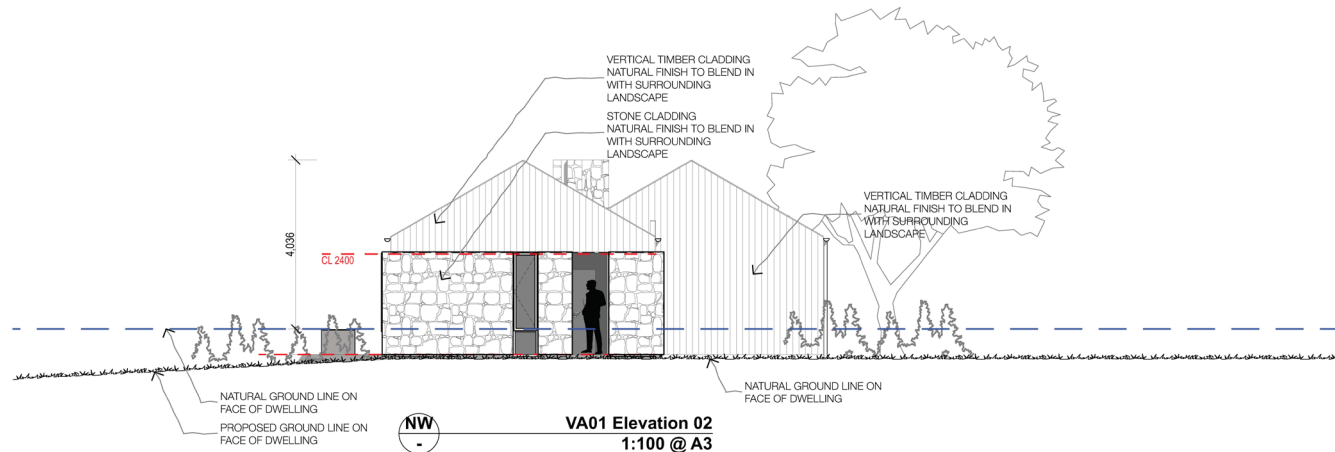 VERTICAL TIMBER CLADDING
NATURAL FINISH TO BLEND IN
WITH SURROUNDING
LANDSCAPE
STONE CLADDING
NATURAL FINISH TO BLEND IN
WITH SURROUNDING
LANDSCAPE
VERTICAL TIMBER CLADDING
NATURAL FINISH TO BLEND IN
WITH SURROUNDING
LANDSCAPE
4.036
CL 2400
NATURAL GROUND LINE ON
FACE OF DWELLING
PROPOSED GROUND LINE ON
FACE OF DWELLING
NATURAL GROUND LINE ON
FACE OF DWELLING
NW
-
VA01 Elevation 02
1:100 @ A3